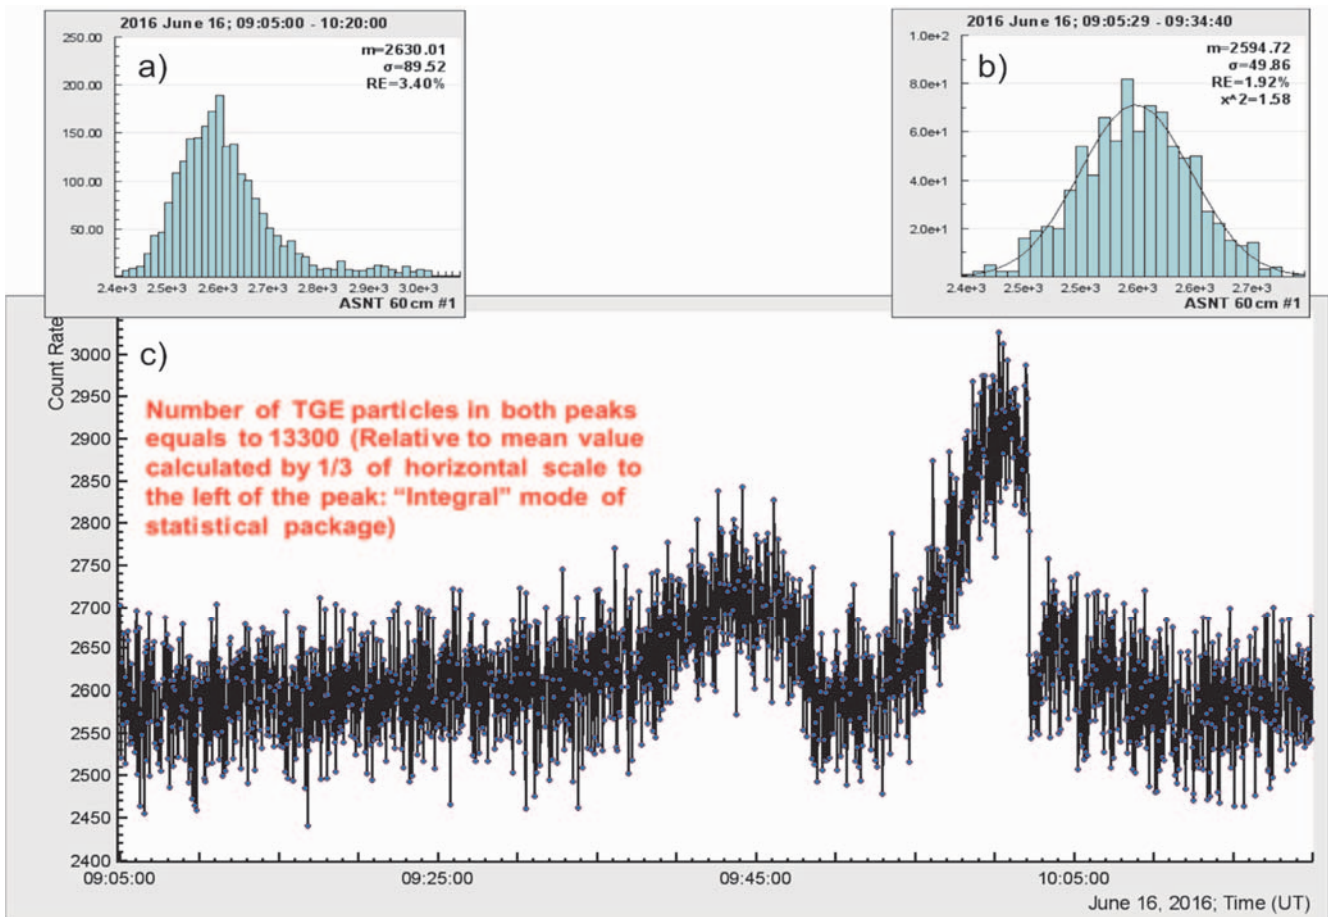 2016 June 16; 09:05:00 - 10:20:00
250.00
200.00
150.00
100.00
50.00
a)
m=2630.01
σ=89.52
RE=3.40%
2.4e+3 2.5e+3 2.6e+3 2.7e+3 2.8e+3 2.9e+3 3.0e+3
ASNT 60 cm #1
2016 June 16; 09:05:29 - 09:34:40
1.0e+2
8.0e+1
6.0e+1
4.0e+1
2.0e+1
b)
m=2594.72
σ=49.86
RE=1.92%
x^2=1.58
2.4e+3 2.5e+3 2.5e+3 2.6e+3 2.6e+3 2.7e+3
ASNT 60 cm #1
Count Rate
c)
Number of TGE particles in both peaks
equals to 13300 (Relative to mean value
calculated by 1/3 of horizontal scale to
the left of the peak: “Integral” mode of
statistical package)
3000
2950
2900
2850
2800
2750
2700
2650
2600
2550
2500
2450
2400
09:05:00 09:25:00 09:45:00 10:05:00
June 16, 2016; Time (UT)